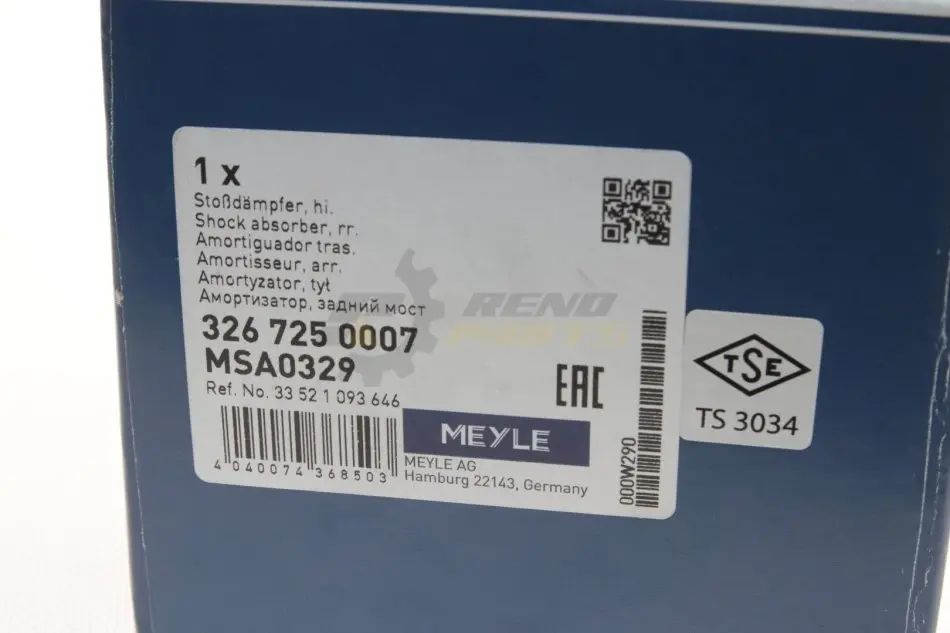 1 x
Stoßdämpfer, hi.
Shock absorber, rr.
Amortiguador tras.
Amortisseur, arr.
Amortyzator, tył
Амортизатор, задний мост
326 725 0007
MSA0329
Ref. No. 33 52 1 093 646
4 040074 368503
EAC
MEYLE
MEYLE AG
Hamburg 22143, Germany
000W290
TSE
TS 3034
RENO
PARTS